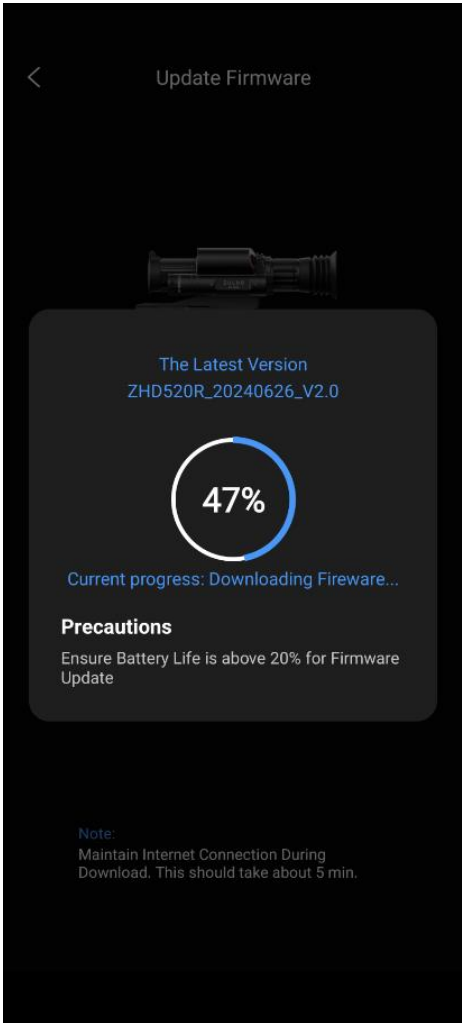 Update Firmware
The Latest Version
ZHD520R_20240626_V2.0
47%
Current progress: Downloading Fireware...
Precautions
Ensure Battery Life is above 20% for Firmware
Update
Note:
Maintain Internet Connection During
Download. This should take about 5 min.